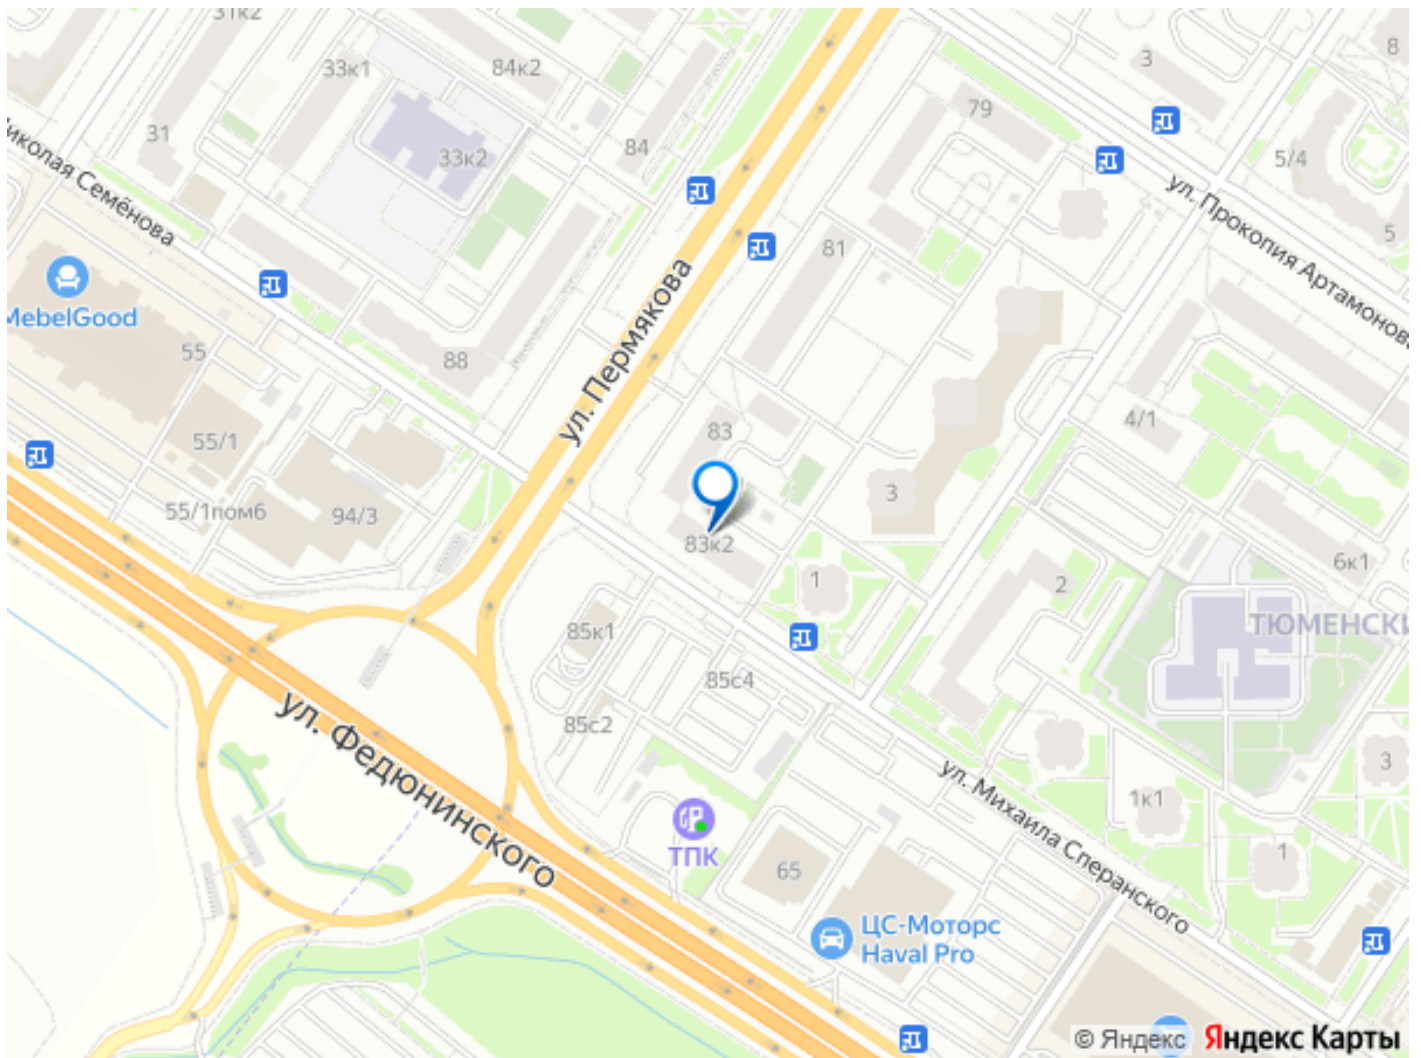 31к2
33к1
84к2
3
8
79
31
33к2
84
5/4
ул. Прокопия Артамонова
5
иколая Семёнова
81
MebelGood
ул. Пермякова
55
88
4/1
83
55/1
3
55/1пом6
94/3
83к2
6к1
1
2
85к1
ТЮМЕНСКИ
85с4
85с2
ул. Федюнинского
3
ул. Михаила Сперанского
1к1
ТПК
1
65
ЦС-Моторс
Haval Pro
© Яндекс Яндекс Карты